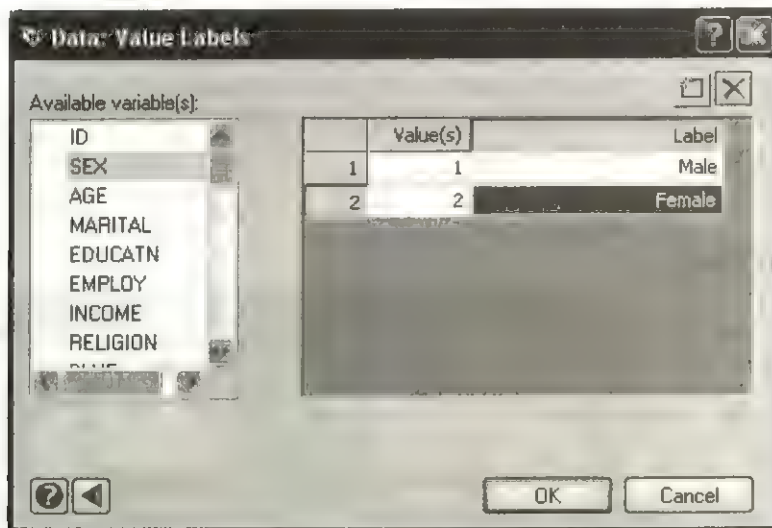 Data: Value Labels
Available variable(s):
ID
SEX
AGE
MARITAL
EDUCATN
EMPLOY
INCOME
RELIGION
Value(s) Label
1 1 Male
2 2 Female
OK Cancel